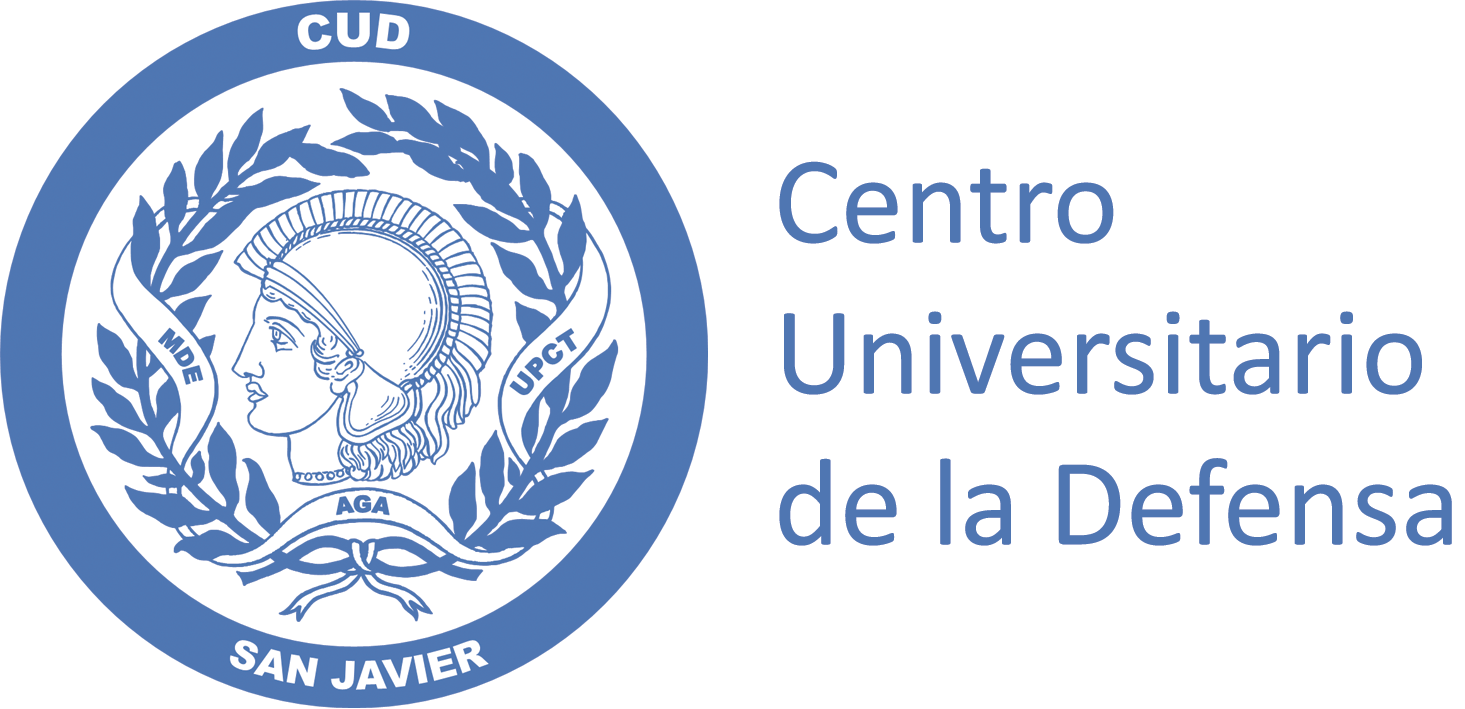 CUD
MDE
UPCT
AGA
SAN JAVIER
Centro
Universitario
de la Defensa